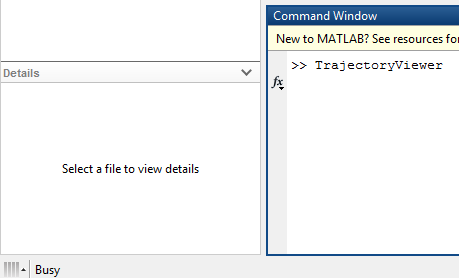 Command Window
New to MATLAB? See resources for
>> TrajectoryViewer
fx
Details
Select a file to view details
Busy